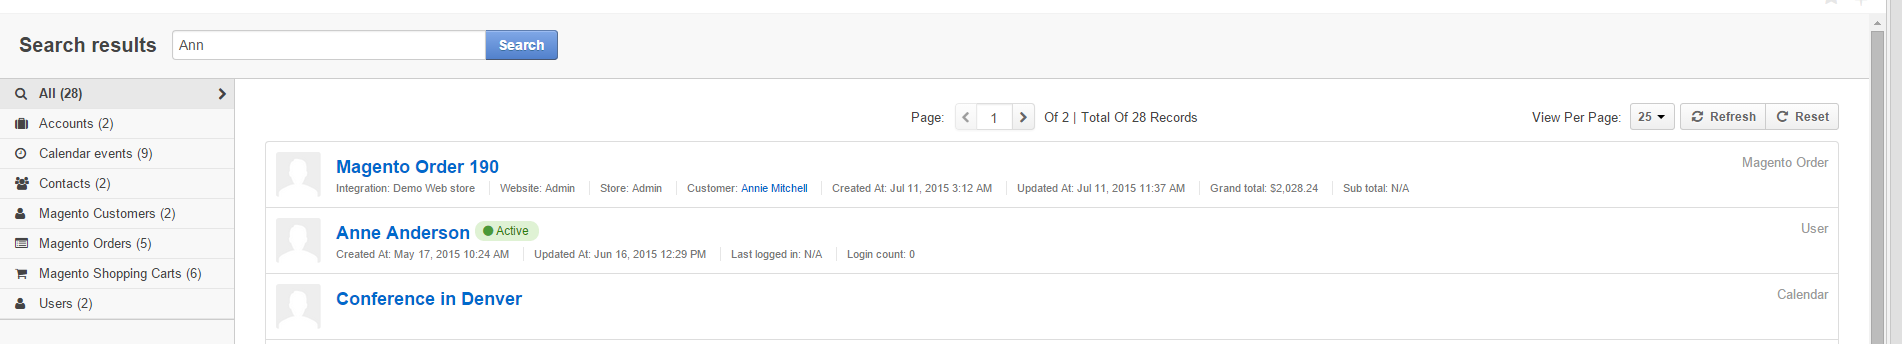 Search results
Ann
Search
All (28)
Accounts (2)
Calendar events (9)
Contacts (2)
Magento Customers (2)
Magento Orders (5)
Magento Shopping Carts (6)
Users (2)
Page: 1 Of 2 | Total Of 28 Records
View Per Page: 25 Refresh Reset
Magento Order 190
Magento Order
Integration: Demo Web store Website: Admin Store: Admin Customer: Annie Mitchell Created At: Jul 11, 2015 3:12 AM Updated At: Jul 11, 2015 11:37 AM Grand total: $2,028.24 Sub total: N/A
Anne Anderson Active
User
Created At: May 17, 2015 10:24 AM Updated At: Jun 16, 2015 12:29 PM Last logged in: N/A Login count: 0
Conference in Denver
Calendar